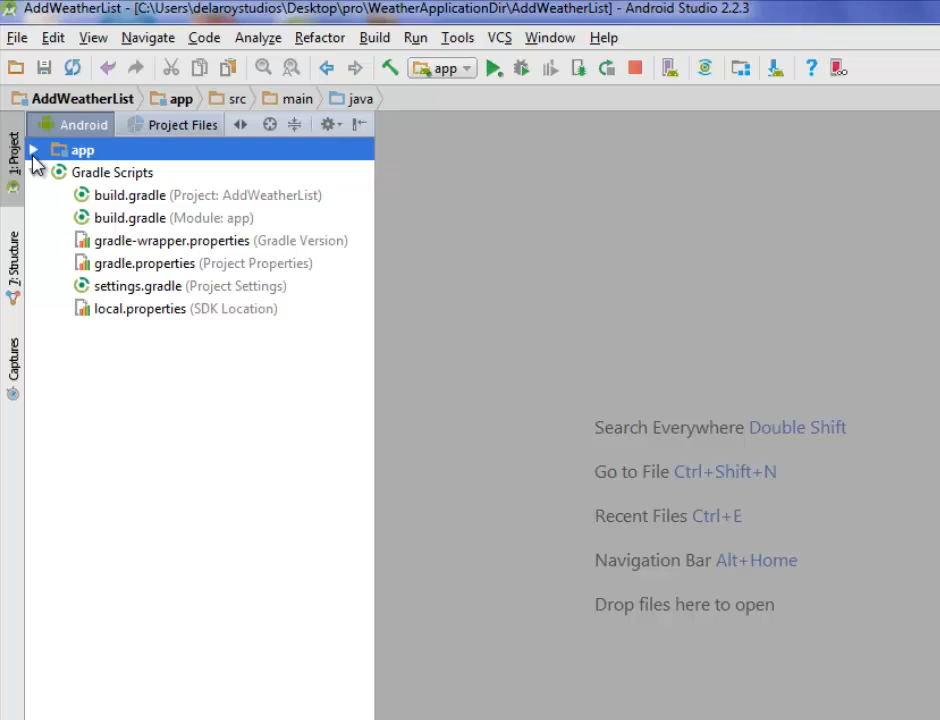 AddWeatherList - [C:\Users\delaroystudios\Desktop\pro\WeatherApplicationDir\AddWeatherList] - Android Studio 2.2.3
File Edit View Navigate Code Analyze Refactor Build Run Tools VCS Window Help
app
AddWeatherList app src main java
Android Project Files
1: Project
7: Structure
Captures
app
Gradle Scripts
build.gradle (Project: AddWeatherList)
build.gradle (Module: app)
gradle-wrapper.properties (Gradle Version)
gradle.properties (Project Properties)
settings.gradle (Project Settings)
local.properties (SDK Location)
Search Everywhere Double Shift
Go to File Ctrl+Shift+N
Recent Files Ctrl+E
Navigation Bar Alt+Home
Drop files here to open